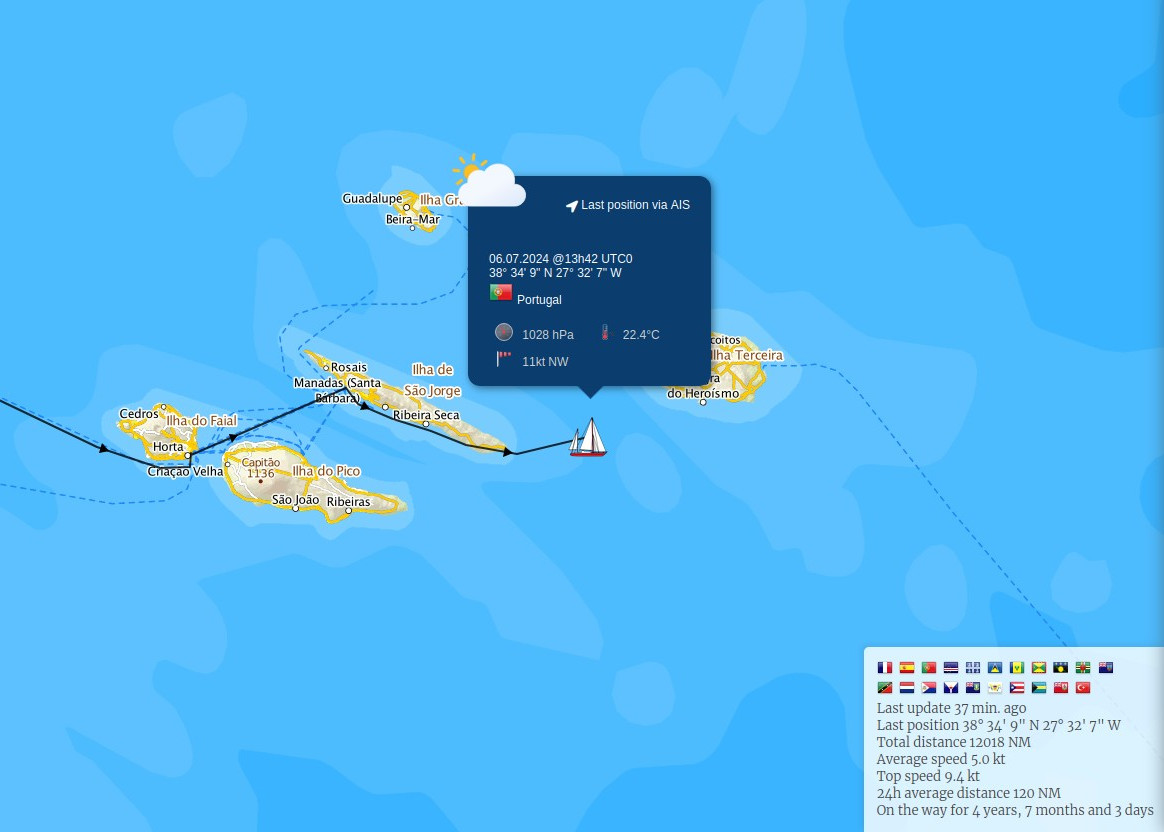 Guadalupe
Ilha Gra
Beira-Mar
Last position via AIS
06.07.2024 @13h42 UTC0
38° 34' 9" N 27° 32' 7" W
Portugal
1028 hPa
22.4°C
11kt NW
coitos
Ilha Terceira
ra
do Heroísmo
Rosais
Manadas (Santa
Bárbara)
Ilha de
São Jorge
Ribeira Seca
Cedros
Ilha do Faial
Horta
Criação Velha
Capitão
1136
Ilha do Pico
São João
Ribeiras
Last update 37 min. ago
Last position 38° 34' 9" N 27° 32' 7" W
Total distance 12018 NM
Average speed 5.0 kt
Top speed 9.4 kt
24h average distance 120 NM
On the way for 4 years, 7 months and 3 days